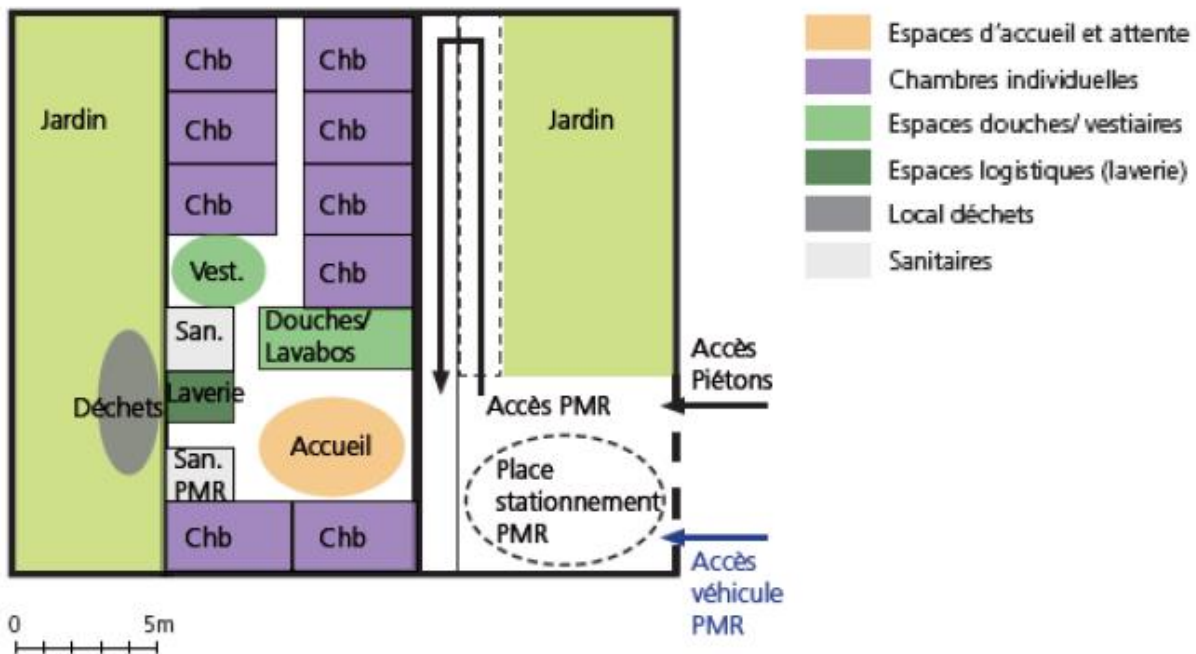 Chb
Chb
Jardin
Chb
Chb
Jardin
Chb
Chb
Vest.
Chb
San.
Douches/
Lavabos
Laverie
Déchets
Accueil
San.
PMR
Chb
Chb
Accès PMR
Place
stationnement
PMR
Accès
Piétons
Accès
véhicule
PMR
0
5m
Espaces d'accueil et attente
Chambres individuelles
Espaces douches/ vestiaires
Espaces logistiques (laverie)
Local déchets
Sanitaires